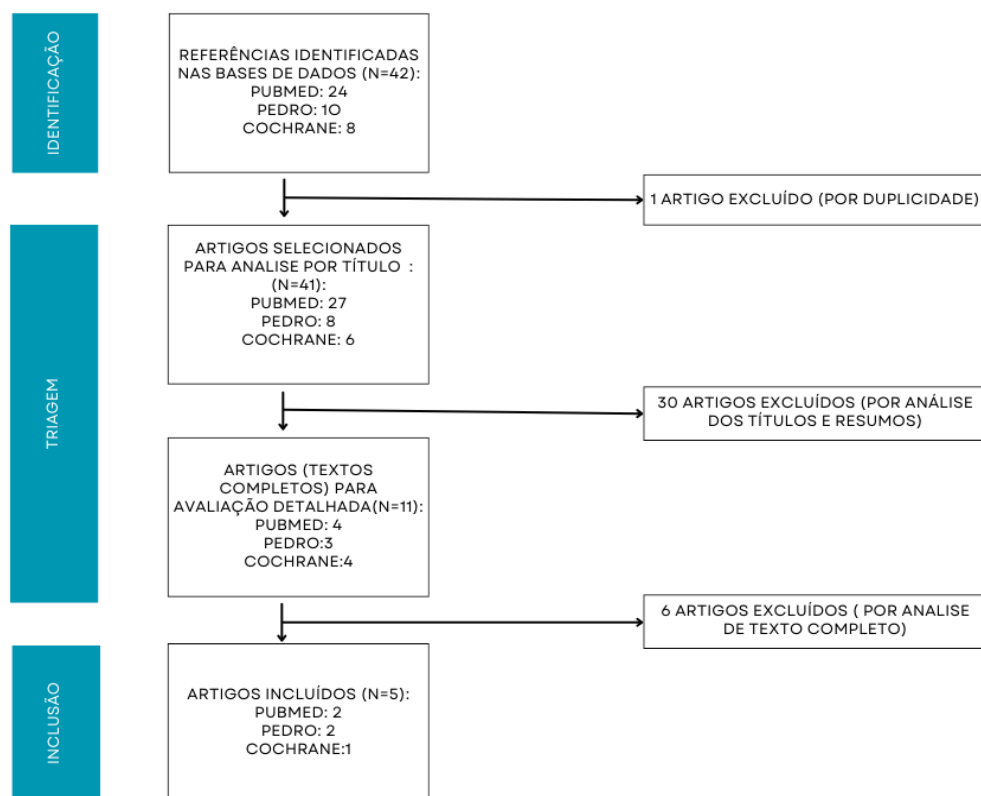 IDENTIFICAÇÃO
REFERÊNCIAS IDENTIFICADAS
NAS BASES DE DADOS (N=42):
PUBMED: 24
PEDRO: 10
COCHRANE: 8
1 ARTIGO EXCLUÍDO (POR DUPLICIDADE)
TRIAGEM
ARTIGOS SELECIONADOS
PARA ANALISE POR TÍTULO :
(N=41):
PUBMED: 27
PEDRO: 8
COCHRANE: 6
30 ARTIGOS EXCLUÍDOS (POR ANÁLISE
DOS TÍTULOS E RESUMOS)
ARTIGOS (TEXTOS
COMPLETOS) PARA
AVALIAÇÃO DETALHADA(N=11):
PUBMED: 4
PEDRO:3
COCHRANE:4
6 ARTIGOS EXCLUÍDOS ( POR ANALISE
DE TEXTO COMPLETO)
INCLUSÃO
ARTIGOS INCLUÍDOS (N=5):
PUBMED: 2
PEDRO: 2
COCHRANE:1